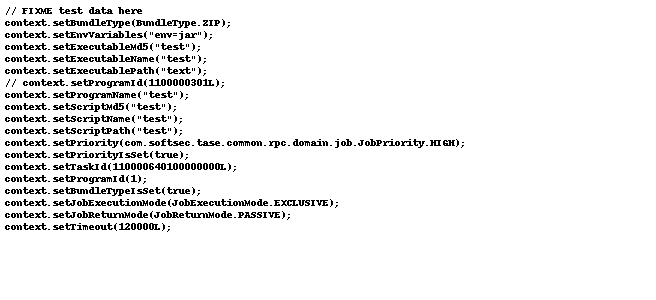 // FIXME test data here
context.setBundleType(BundleType.ZIP);
context.setEnvVariables("env=jar");
context.setExecutableMd5("test");
context.setExecutableName("test");
context.setExecutablePath("text");
// context.setProgramId(1100000301L);
context.setProgramName("test");
context.setScriptMd5("test");
context.setScriptName("test");
context.setScriptPath("test");
context.setPriority(com.softsec.tase.common.rpc.domain.job.JobPriority.HIGH);
context.setPriorityIsSet(true);
context.setTaskId(110000640100000000L);
context.setProgramId(1);
context.setBundleTypeIsSet(true);
context.setJobExecutionMode(JobExecutionMode.EXCLUSIVE);
context.setJobReturnMode(JobReturnMode.PASSIVE);
context.setTimeout(120000L);